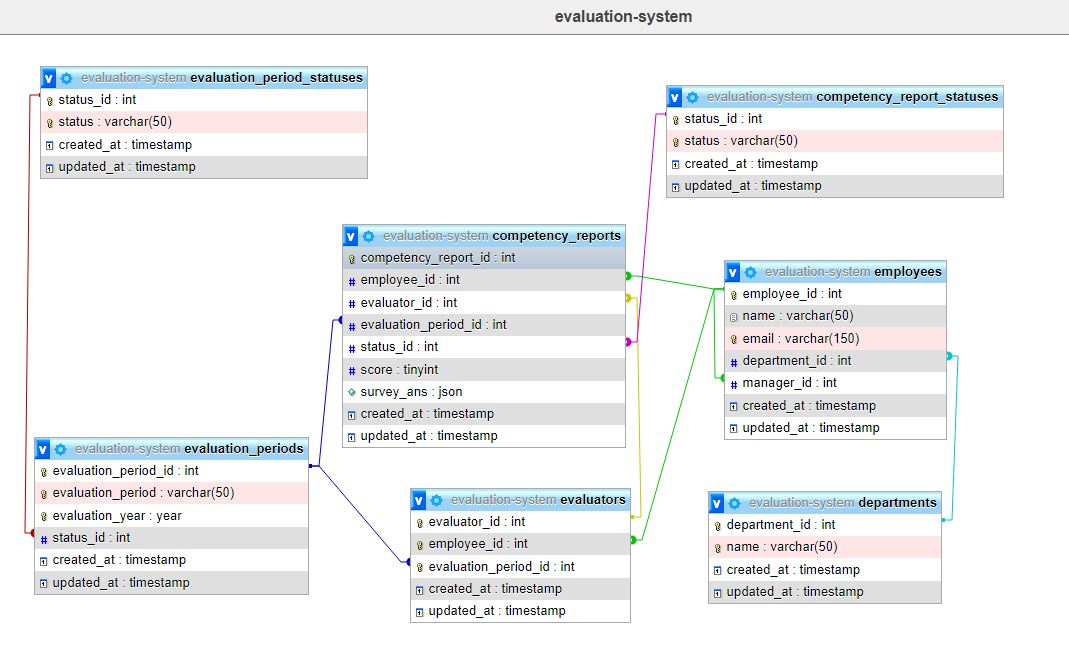 evaluation-system
v evaluation-system evaluation_period_statuses
status_id : int
status : varchar(50)
created_at : timestamp
updated_at : timestamp
v evaluation-system competency_report_statuses
status_id : int
status : varchar(50)
created_at : timestamp
updated_at : timestamp
v evaluation-system competency_reports
competency_report_id : int
# employee_id : int
# evaluator_id : int
# evaluation_period_id : int
# status_id : int
# score : tinyint
survey_ans : json
created_at : timestamp
updated_at : timestamp
v evaluation-system employees
employee_id : int
name : varchar(50)
email : varchar(150)
# department_id : int
# manager_id : int
created_at : timestamp
updated_at : timestamp
v evaluation-system evaluation_periods
evaluation_period_id : int
evaluation_period : varchar(50)
evaluation_year : year
# status_id : int
created_at : timestamp
updated_at : timestamp
v evaluation-system evaluators
evaluator_id : int
employee_id : int
evaluation_period_id : int
created_at : timestamp
updated_at : timestamp
v evaluation-system departments
department_id : int
name : varchar(50)
created_at : timestamp
updated_at : timestamp